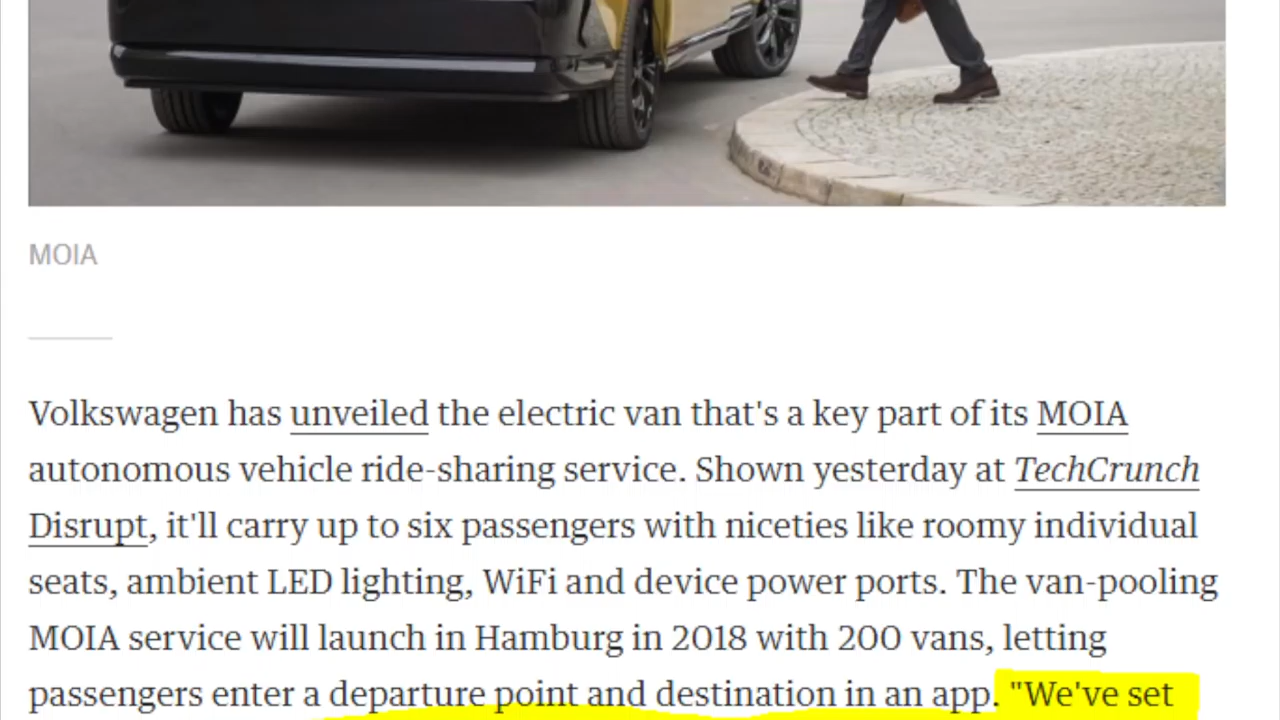 MOIA
Volkswagen has unveiled the electric van that's a key part of its MOIA
autonomous vehicle ride-sharing service. Shown yesterday at TechCrunch
Disrupt, it'll carry up to six passengers with niceties like roomy individual
seats, ambient LED lighting, WiFi and device power ports. The van-pooling
MOIA service will launch in Hamburg in 2018 with 200 vans, letting
passengers enter a departure point and destination in an app. "We've set